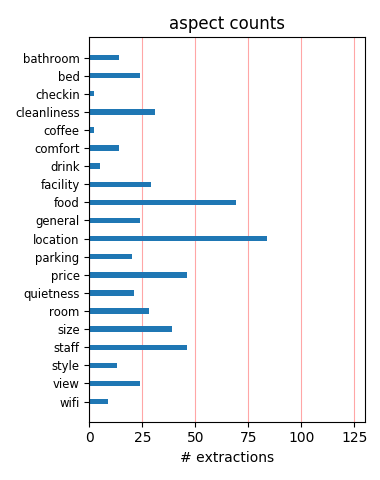 aspect counts
bathroom
bed
checkin
cleanliness
coffee
comfort
drink
facility
food
general
location
parking
price
quietness
room
size
staff
style
view
wifi
0 25 50 75 100 125
# extractions